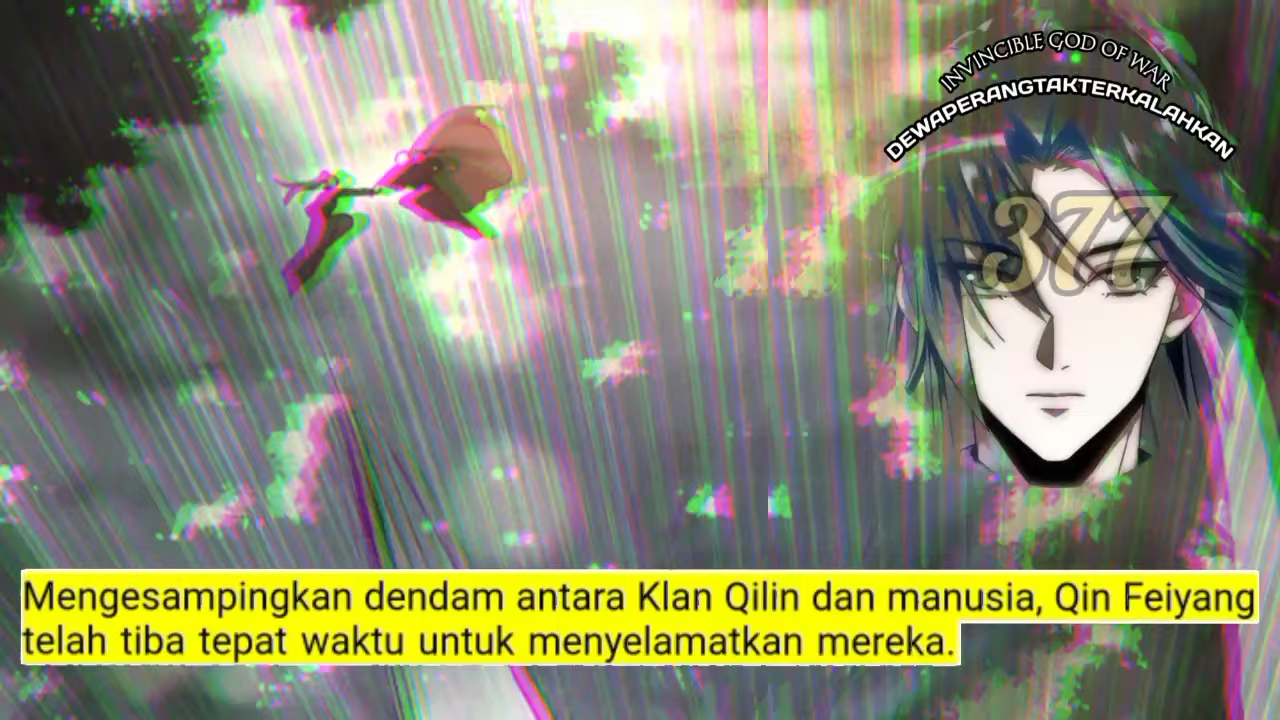 INVINCIBLE GOD OF WAR
DEWAPERANGTAKTERKALAHKAN
377
Mengesampingkan dendam antara Klan Qilin dan manusia, Qin Feiyang
telah tiba tepat waktu untuk menyelamatkan mereka.